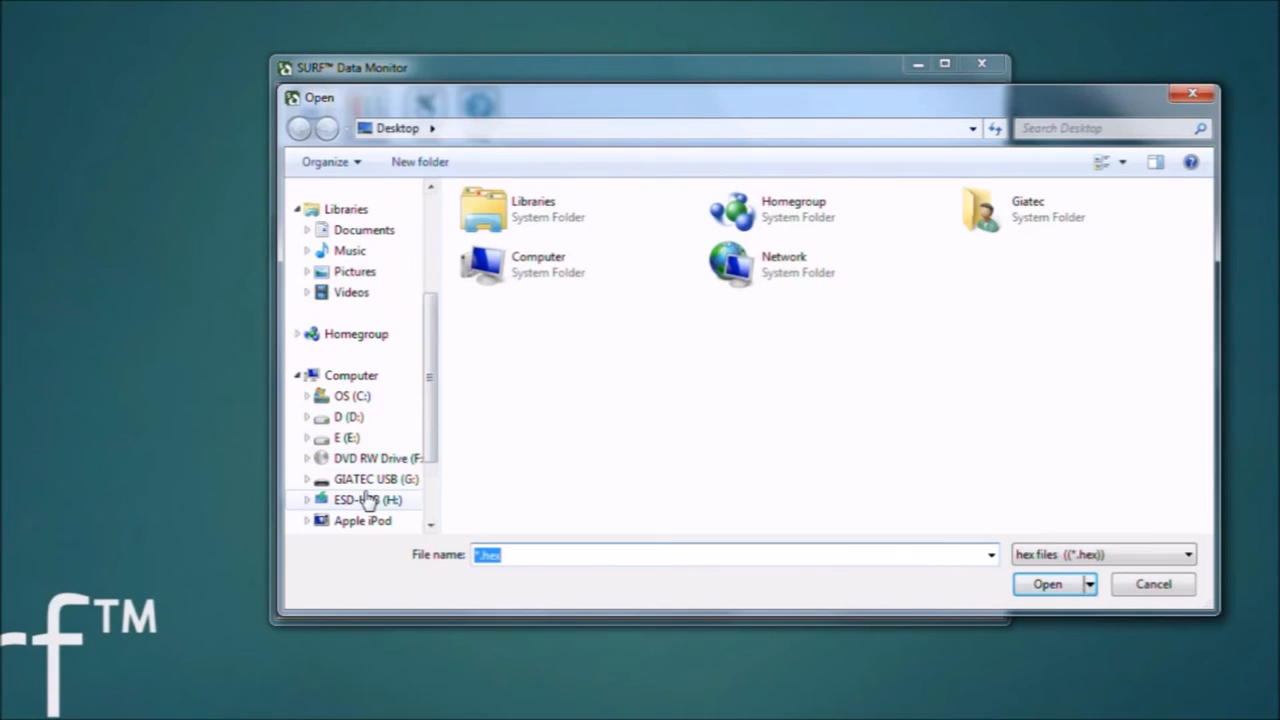 SURF™ Data Monitor
Open
Desktop
Search Desktop
Organize
New folder
Libraries
Documents
Music
Pictures
Videos
Homegroup
Computer
OS (C:)
D (D:)
E (E:)
DVD RW Drive (F:
GIATEC USB (G:)
ESD-USB (H:)
Apple iPod
Libraries
System Folder
Homegroup
System Folder
Giatec
System Folder
Computer
System Folder
Network
System Folder
File name:
*.hex
hex files ((*.hex))
Open
Cancel
rf™